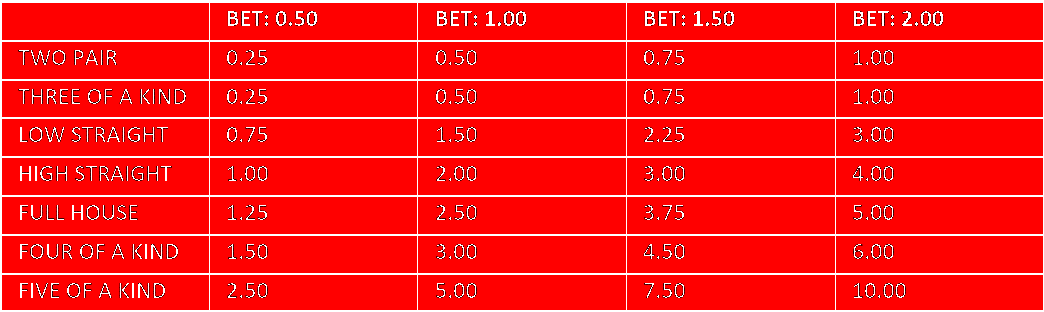 BET: 0.50 BET: 1.00 BET: 1.50 BET: 2.00
TWO PAIR 0.25 0.50 0.75 1.00
THREE OF A KIND 0.25 0.50 0.75 1.00
LOW STRAIGHT 0.75 1.50 2.25 3.00
HIGH STRAIGHT 1.00 2.00 3.00 4.00
FULL HOUSE 1.25 2.50 3.75 5.00
FOUR OF A KIND 1.50 3.00 4.50 6.00
FIVE OF A KIND 2.50 5.00 7.50 10.00